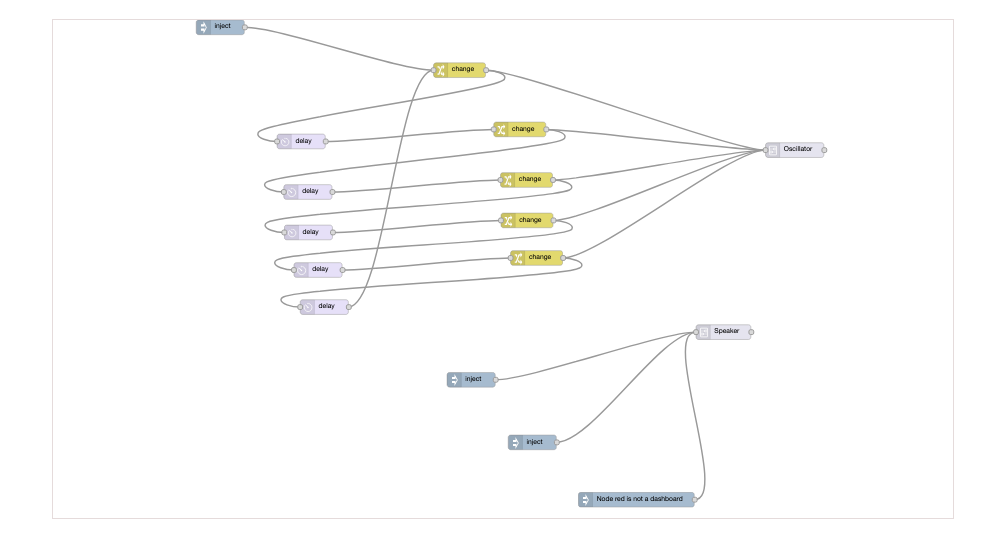 inject
change
delay
change
Oscillator
delay
change
delay
change
delay
change
delay
Speaker
inject
inject
Node red is not a dashboard